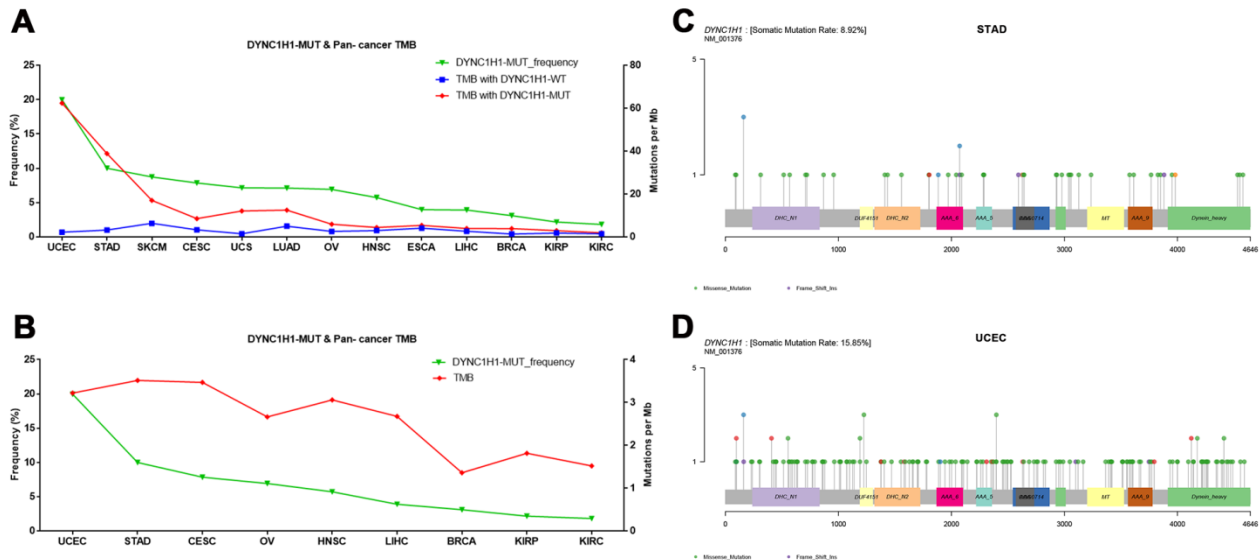 A
DYNC1H1-MUT & Pan- cancer TMB
DYNC1H1-MUT_frequency
TMB with DYNC1H1-WT
TMB with DYNC1H1-MUT
Frequency (%)
25
20
15
10
5
0
Mutations per Mb
80
60
40
20
0
UCEC STAD SKCM CESC UCS LUAD OV HNSC ESCA LIHC BRCA KIRP KIRC
B
DYNC1H1-MUT & Pan- cancer TMB
DYNC1H1-MUT_frequency
TMB
Frequency (%)
25
20
15
10
5
0
Mutations per Mb
4
3
2
1
0
UCEC STAD CESC OV HNSC LIHC BRCA KIRP KIRC
C
STAD
DYNC1H1 : [Somatic Mutation Rate: 8.92%]
NM_001376
5
1
DHC_N1 DHC_N2 AAA_6 AAA_5 MT AAA_9 Dynein_heavy
0 1000 2000 3000 4000 4646
Missense_Mutation Frame_Shift_Ins
D
UCEC
DYNC1H1 : [Somatic Mutation Rate: 15.85%]
NM_001376
5
1
DHC_N1 DHC_N2 AAA_6 AAA_5 MT AAA_9 Dynein_heavy
0 1000 2000 3000 4000 4646
Missense_Mutation Frame_Shift_Ins